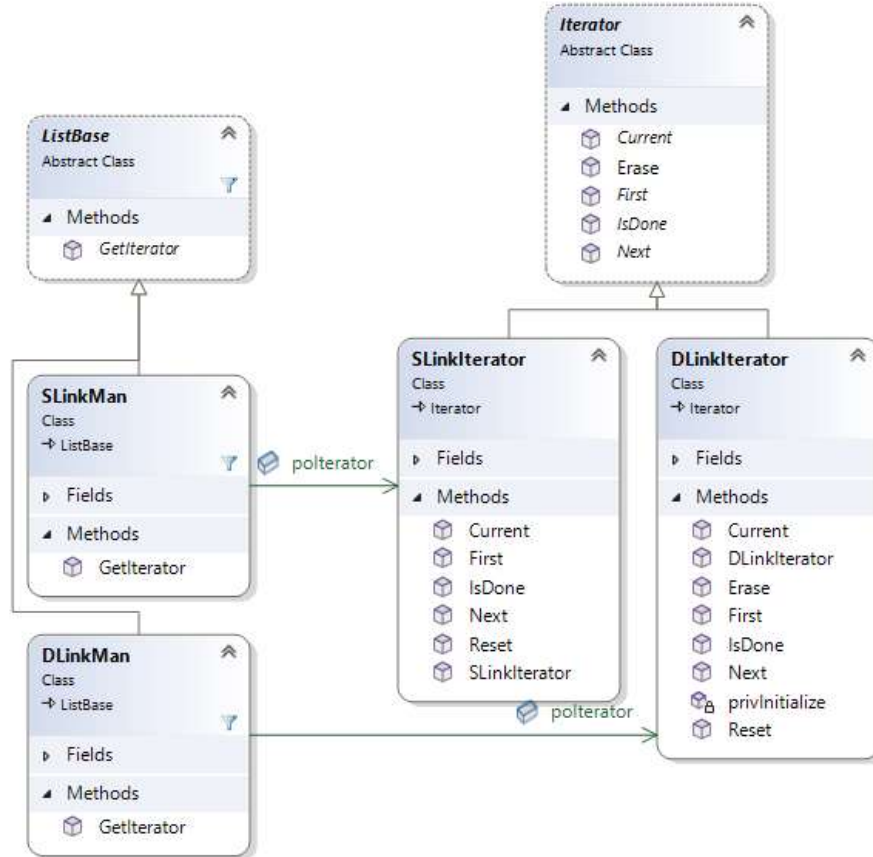 Iterator
Abstract Class
Methods
Current
Erase
First
IsDone
Next
ListBase
Abstract Class
Methods
GetIterator
SLinkMan
Class
ListBase
Fields
Methods
GetIterator
poIterator
SLinkIterator
Class
Iterator
Fields
Methods
Current
First
IsDone
Next
Reset
SLinkIterator
DLinkIterator
Class
Iterator
Fields
Methods
Current
DLinkIterator
Erase
First
IsDone
Next
privInitialize
Reset
DLinkMan
Class
ListBase
Fields
Methods
GetIterator
poIterator